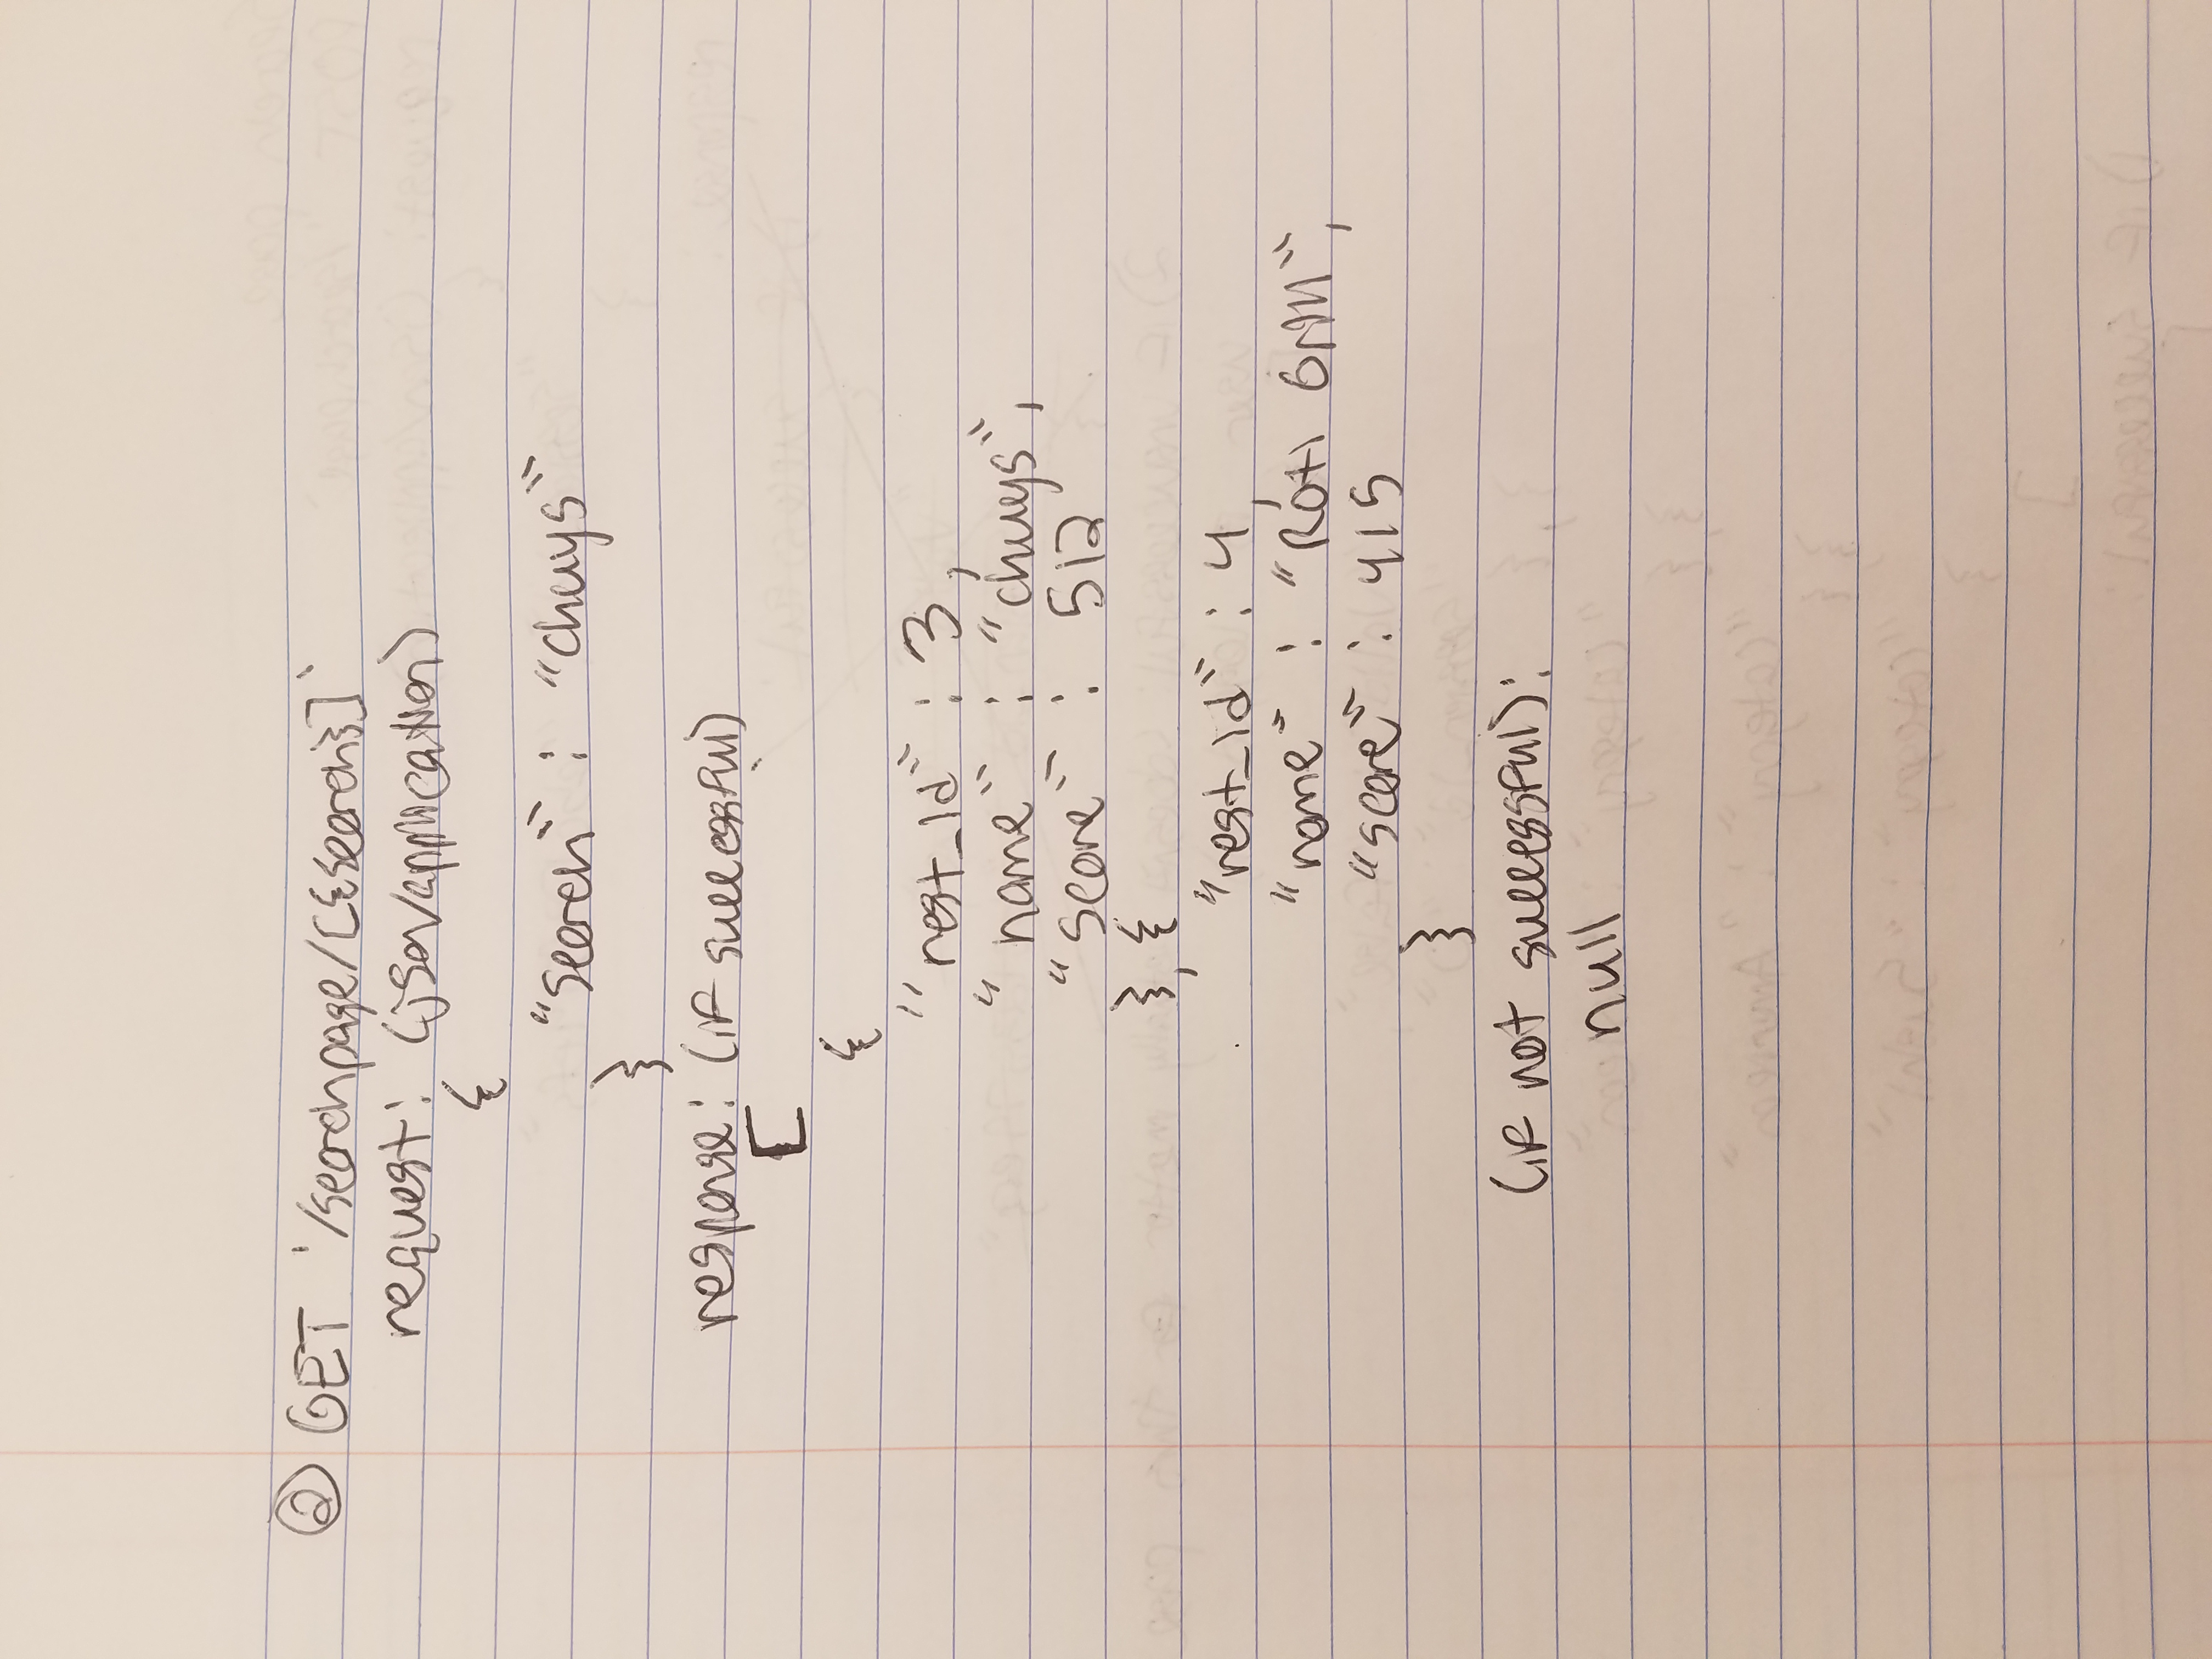 ② GET '/searchpage/[{search}]'
request: (json/application)
{
"search" : "chuys"
}
response: (if successful)
[
{
"rest_id" : 3,
"name" : "chuys",
"score" : 512
}, {
"rest_id" : 4,
"name" : "Roti Grill",
"score" : 415
}
(if not successful):
null